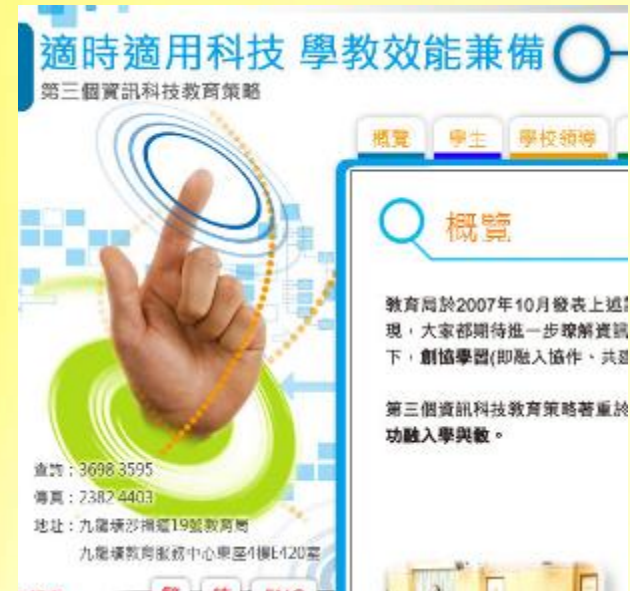 適時適用科技 學教效能兼備
第三個資訊科技教育策略
概覽 學生 學校領導
概覽
教育局於2007年10月發表上述
現，大家都期待進一步瞭解資訊
下，創協學習(即融入協作、共
第三個資訊科技教育策略著重於
功融入學與教。
查詢：3698 3595
傳真：2382 4403
地址：九龍塘沙福道19號教育局
九龍塘教育服務中心東座4樓E420室